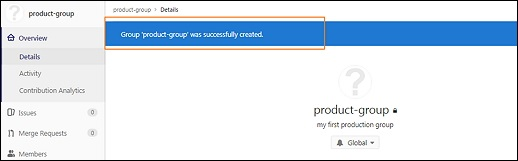 product-group
product-group › Details
Overview
Group 'product-group' was successfully created.
Details
Activity
Contribution Analytics
Issues 0
Merge Requests 0
Members
product-group
my first production group
Global